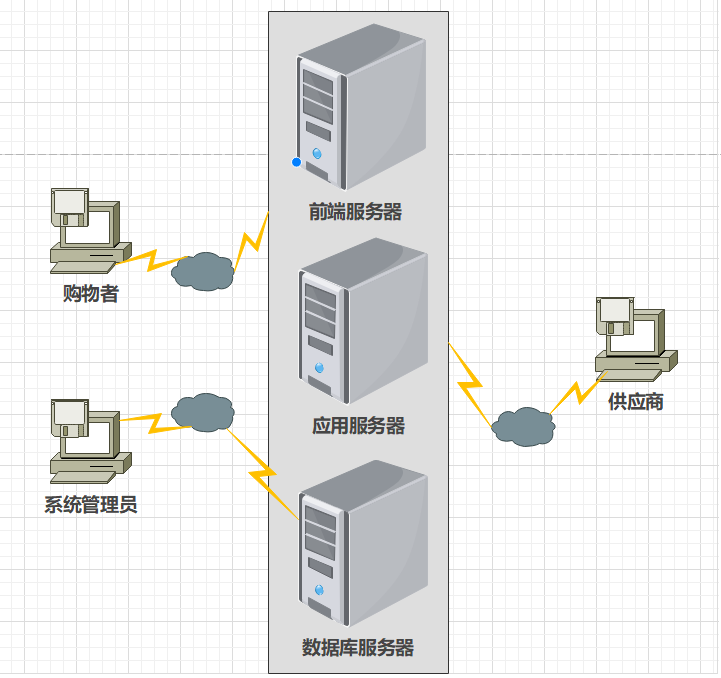 前端服务器
购物者
供应商
应用服务器
系统管理员
数据库服务器